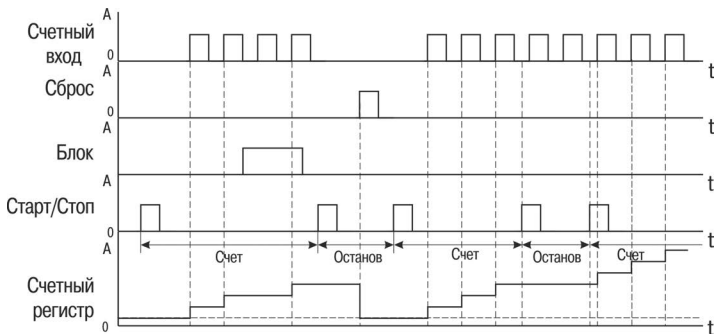 A
Счетный
вход
0
t
A
Сброс
0
t
A
Блок
t
A
Старт/Стоп
0
t
Счет
Останов
Счет
Останов
Счет
A
Счетный
регистр
0
t